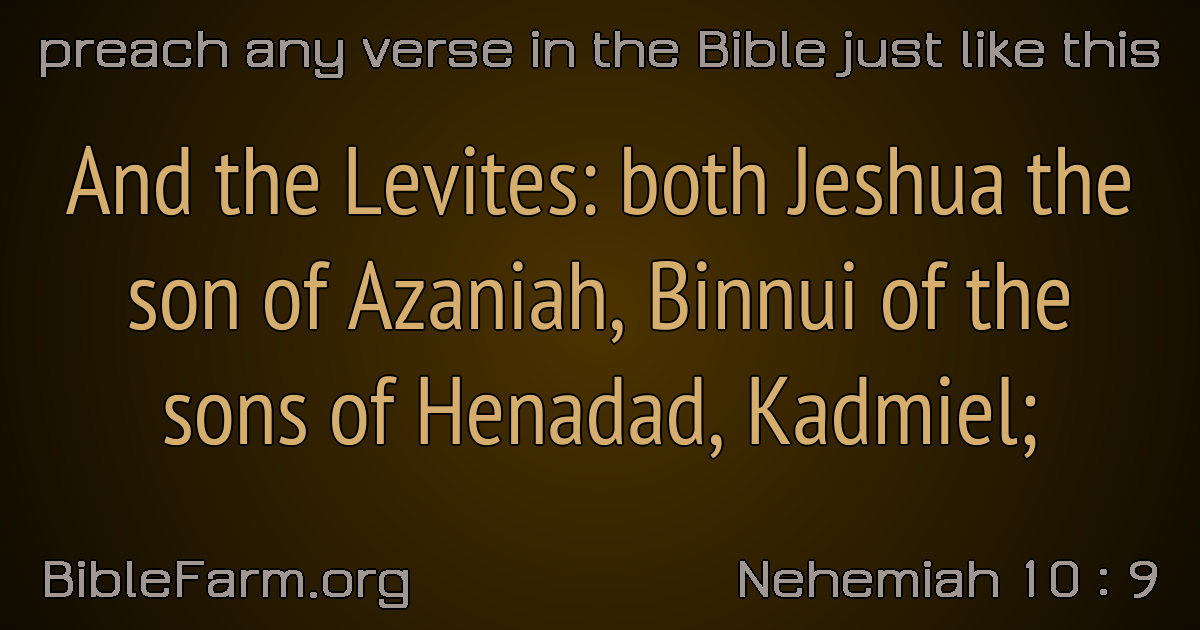 preach any verse in the Bible just like this
And the Levites: both Jeshua the
son of Azaniah, Binnui of the
sons of Henadad, Kadmiel;
BibleFarm.org
Nehemiah 10 : 9